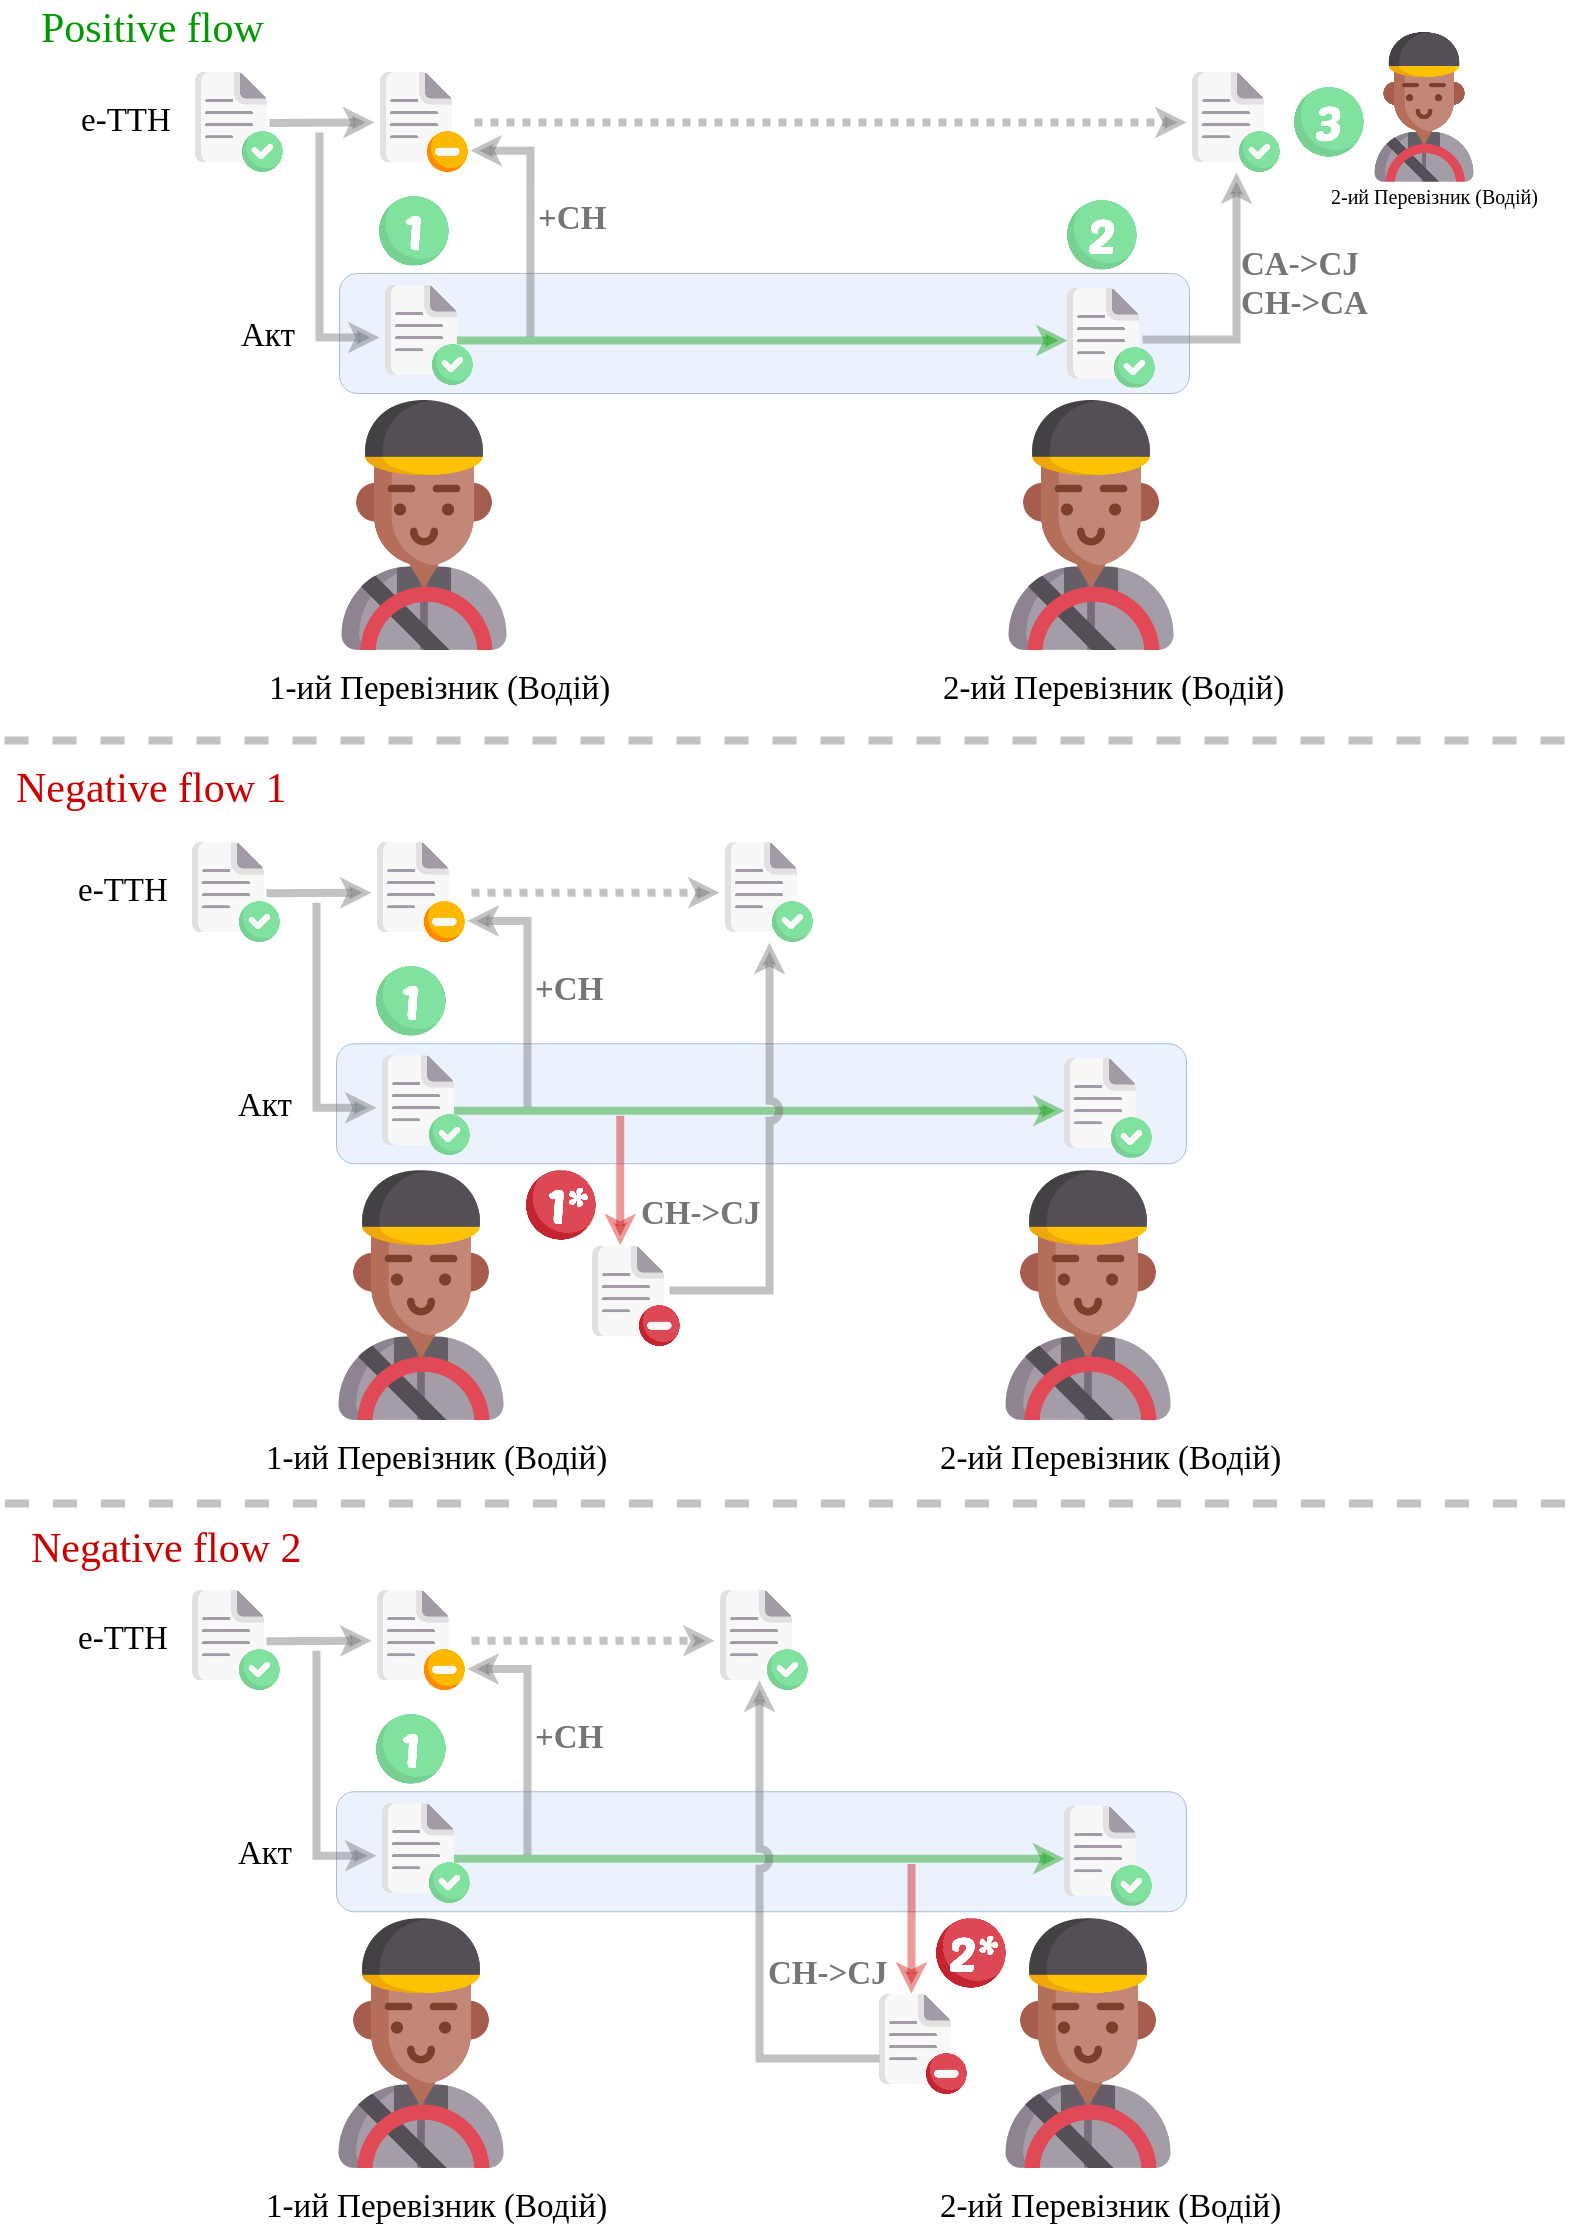 Positive flow
е-ТТН
1
+CH
2
3
2-ий Перевізник (Водій)
CA->CJ
CH->CA
Акт
1-ий Перевізник (Водій)
2-ий Перевізник (Водій)
Negative flow 1
е-ТТН
1
+CH
Акт
1*
CH->CJ
1-ий Перевізник (Водій)
2-ий Перевізник (Водій)
Negative flow 2
е-ТТН
1
+CH
Акт
2*
CH->CJ
1-ий Перевізник (Водій)
2-ий Перевізник (Водій)